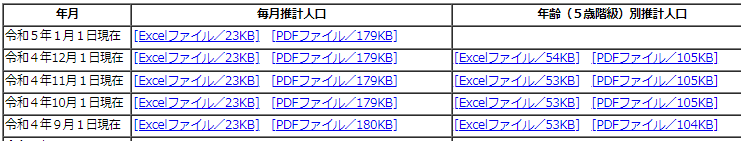 年月 毎月推計人口 年齢（５歳階級）別推計人口
令和５年１月１日現在 [Excelファイル／23KB] [PDFファイル／179KB]
令和４年12月１日現在 [Excelファイル／23KB] [PDFファイル／179KB] [Excelファイル／54KB] [PDFファイル／105KB]
令和４年11月１日現在 [Excelファイル／23KB] [PDFファイル／179KB] [Excelファイル／53KB] [PDFファイル／105KB]
令和４年10月１日現在 [Excelファイル／23KB] [PDFファイル／179KB] [Excelファイル／53KB] [PDFファイル／105KB]
令和４年９月１日現在 [Excelファイル／23KB] [PDFファイル／180KB] [Excelファイル／53KB] [PDFファイル／104KB]